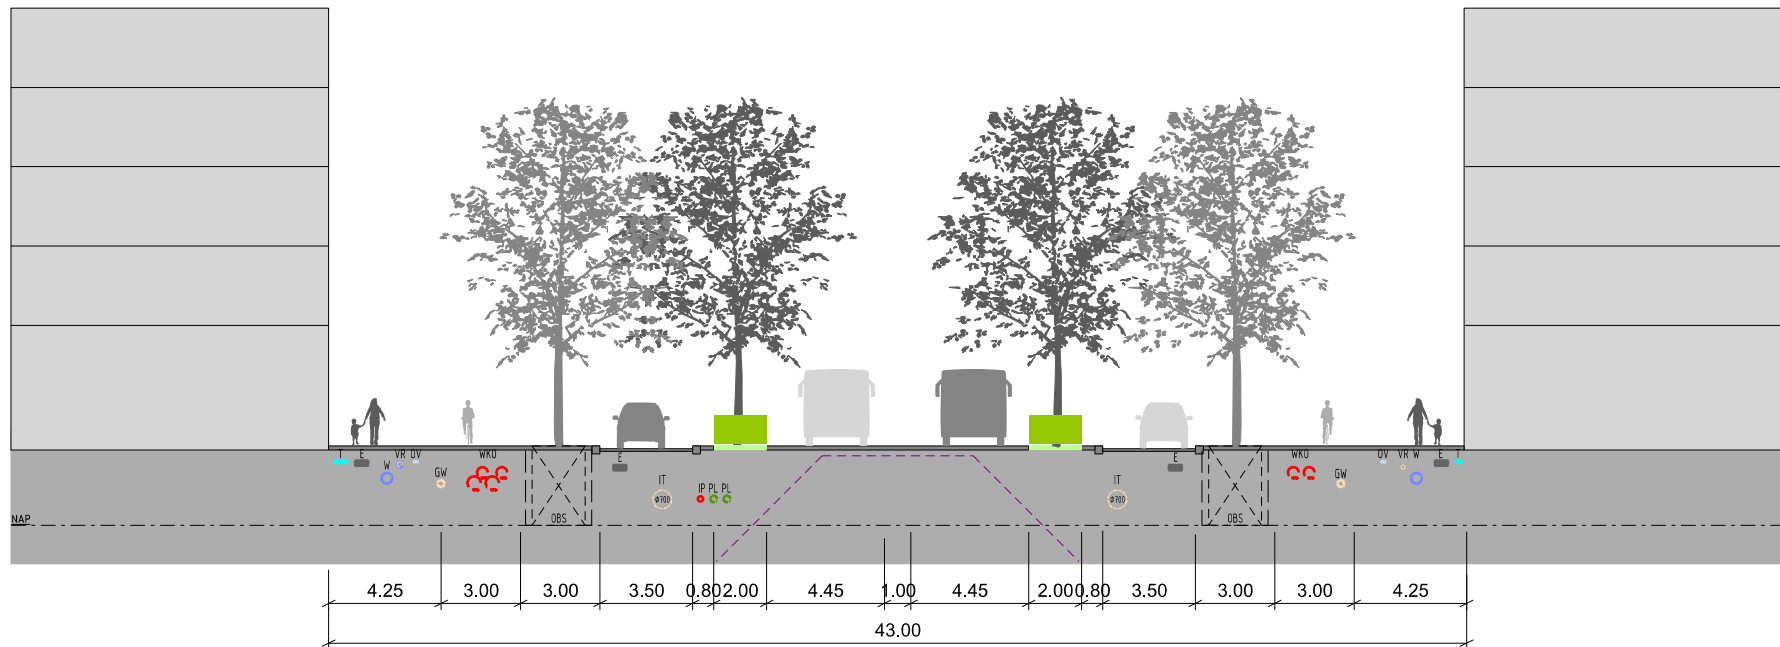 T E W VR OV GW WKO E IT IP PL PL IT E WKO GW OV VR W E T
X X
Ø700 Ø700
NAP OBS OBS
4.25 3.00 3.00 3.50 0.80 2.00 4.45 1.00 4.45 2.00 0.80 3.50 3.00 3.00 4.25
43.00